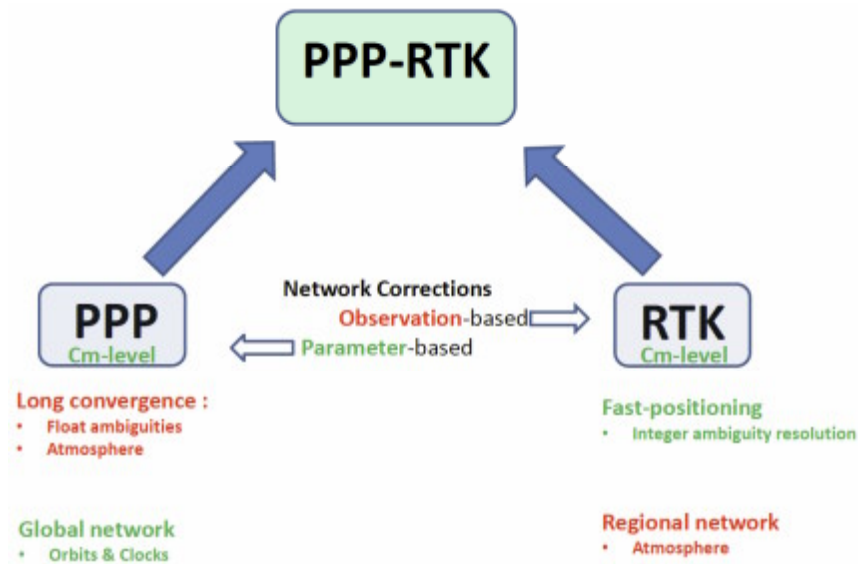 PPP-RTK
Network Corrections
Observation-based
Parameter-based
PPP
Cm-level
Long convergence :
• Float ambiguities
• Atmosphere
Global network
• Orbits & Clocks
RTK
Cm-level
Fast-positioning
• Integer ambiguity resolution
Regional network
• Atmosphere